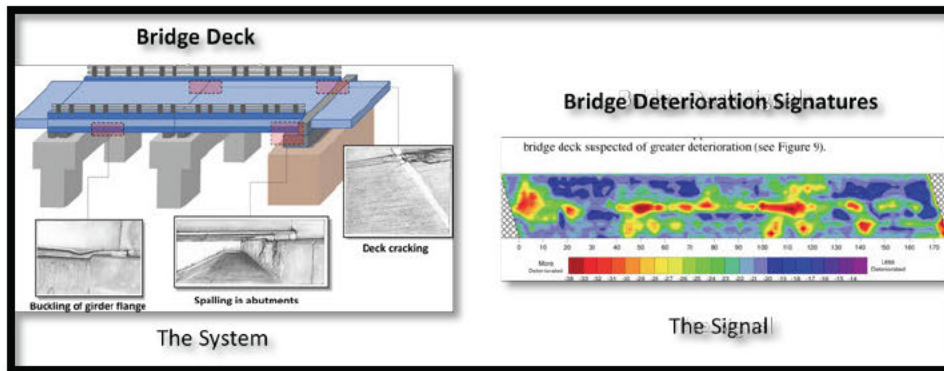 Bridge Deck
Bridge Deterioration Signatures
bridge deck suspected of greater deterioration (see Figure 9).
Deck cracking
Buckling of girder flange
Spalling in abutments
0 10 20 30 40 50 60 70 80 90 100 110 120 130 140 150 160 170
More
Deteriorated
Less
Deteriorated
The System
The Signal